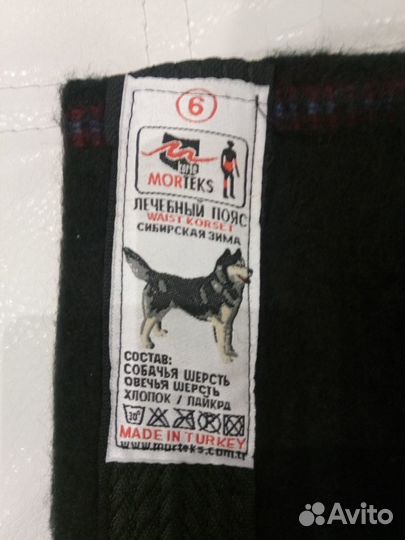 6
korse
MORTEKS
ЛЕЧЕБНЫЙ ПОЯС
WAIST KORSET
СИБИРСКАЯ ЗИМА
СОСТАВ:
СОБАЧЬЯ ШЕРСТЬ
ОВЕЧЬЯ ШЕРСТЬ
ХЛОПОК / ЛАЙКРА
30°
MADE IN TURKEY
www.morteks.com.tr
Avito